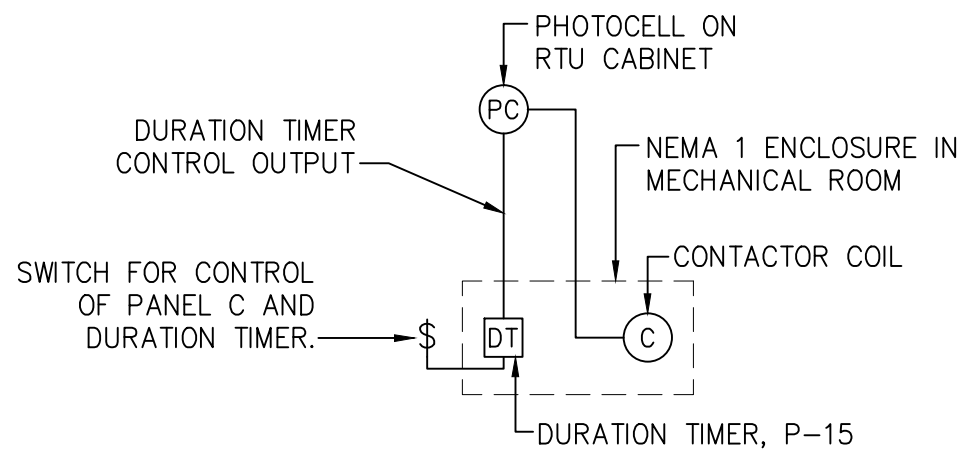 PHOTOCELL ON
RTU CABINET
PC
DURATION TIMER
CONTROL OUTPUT
NEMA 1 ENCLOSURE IN
MECHANICAL ROOM
CONTACTOR COIL
SWITCH FOR CONTROL
OF PANEL C AND
DURATION TIMER.
$
DT
C
DURATION TIMER, P-15